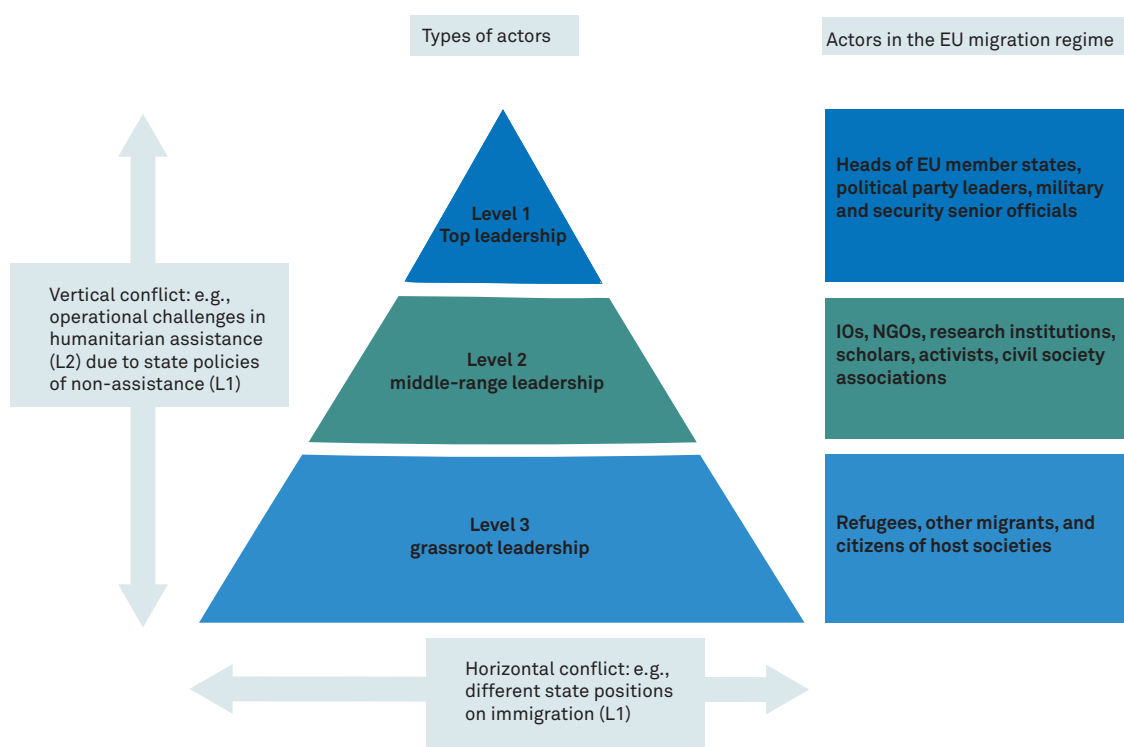 Types of actors
Actors in the EU migration regime
Heads of EU member states,
political party leaders, military
and security senior officials
Level 1
Top leadership
Vertical conflict: e.g.,
operational challenges in
humanitarian assistance
(L2) due to state policies
of non-assistance (L1)
IOs, NGOs, research institutions,
scholars, activists, civil society
associations
Level 2
middle-range leadership
Level 3
grassroot leadership
Refugees, other migrants, and
citizens of host societies
Horizontal conflict: e.g.,
different state positions
on immigration (L1)